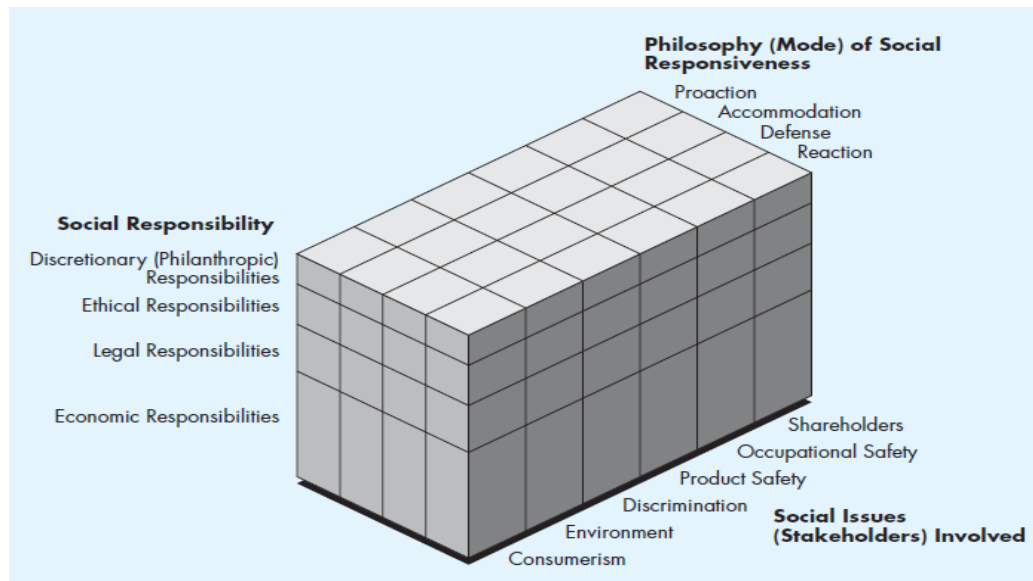 Philosophy (Mode) of Social
Responsiveness
Proaction
Accommodation
Defense
Reaction
Social Responsibility
Discretionary (Philanthropic)
Responsibilities
Ethical Responsibilities
Legal Responsibilities
Economic Responsibilities
Shareholders
Occupational Safety
Product Safety
Discrimination
Environment
Consumerism
Social Issues
(Stakeholders) Involved